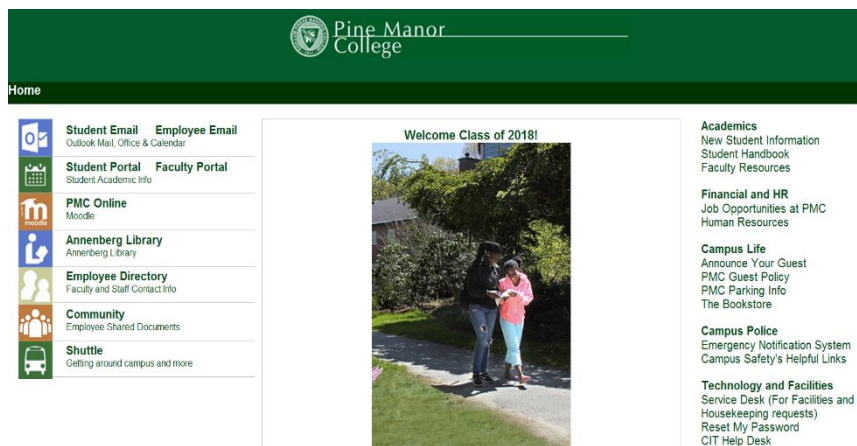 Pine Manor
College
Home
Student Email Employee Email
Outlook Mail, Office & Calendar
Student Portal Faculty Portal
Student Academic Info
moodle
PMC Online
Moodle
Annenberg Library
Annenberg Library
Employee Directory
Faculty and Staff Contact Info
Community
Employee Shared Documents
Shuttle
Getting around campus and more
Welcome Class of 2018!
Academics
New Student Information
Student Handbook
Faculty Resources
Financial and HR
Job Opportunities at PMC
Human Resources
Campus Life
Announce Your Guest
PMC Guest Policy
PMC Parking Info
The Bookstore
Campus Police
Emergency Notification System
Campus Safety's Helpful Links
Technology and Facilities
Service Desk (For Facilities and
Housekeeping requests)
Reset My Password
CIT Help Desk